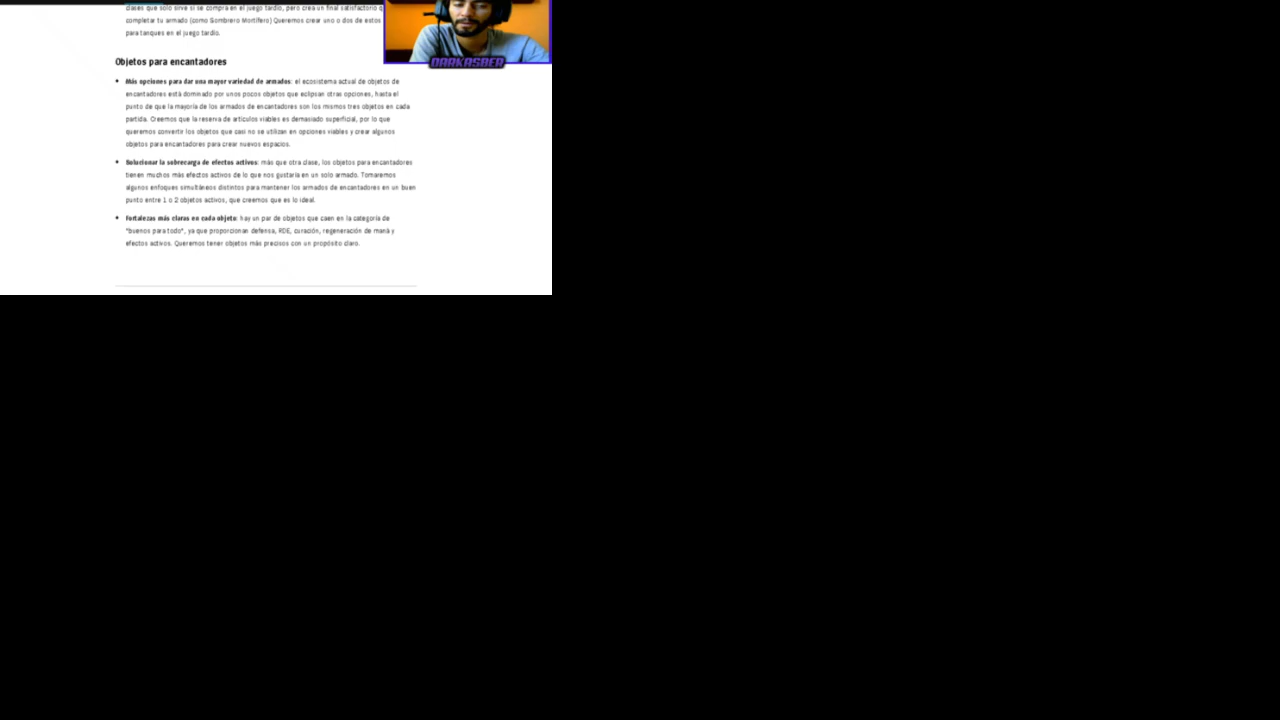 clases que solo sirve si se compra en el juego tardío, pero crea un final satisfactorio
completar tu armado (como Sombrero Mortífero) Queremos crear uno o dos de estos
para tanques en el juego tardío.
DARKASBER
Objetos para encantadores
• Más opciones para dar una mayor variedad de armados: el ecosistema actual de objetos de
encantadores está dominado por unos pocos objetos que eclipsan otras opciones, hasta el
punto de que la mayoría de los armados de encantadores son los mismos tres objetos en cada
partida. Creemos que la reserva de artículos viables es demasiado superficial, por lo que
queremos convertir los objetos que casi no se utilizan en opciones viables y crear algunos
objetos para encantadores para crear nuevos espacios.
• Solucionar la sobrecarga de efectos activos: más que otra clase, los objetos para encantadores
tienen muchos más efectos activos de lo que nos gustaría en un solo armado. Tomaremos
algunos enfoques simultáneos distintos para mantener los armados de encantadores en un buen
punto entre 1 o 2 objetos activos, que creemos que es lo ideal.
• Fortalezas más claras en cada objeto: hay un par de objetos que caen en la categoría de
"buenos para todo", ya que proporcionan defensa, RDE, curación, regeneración de maná y
efectos activos. Queremos tener objetos más precisos con un propósito claro.